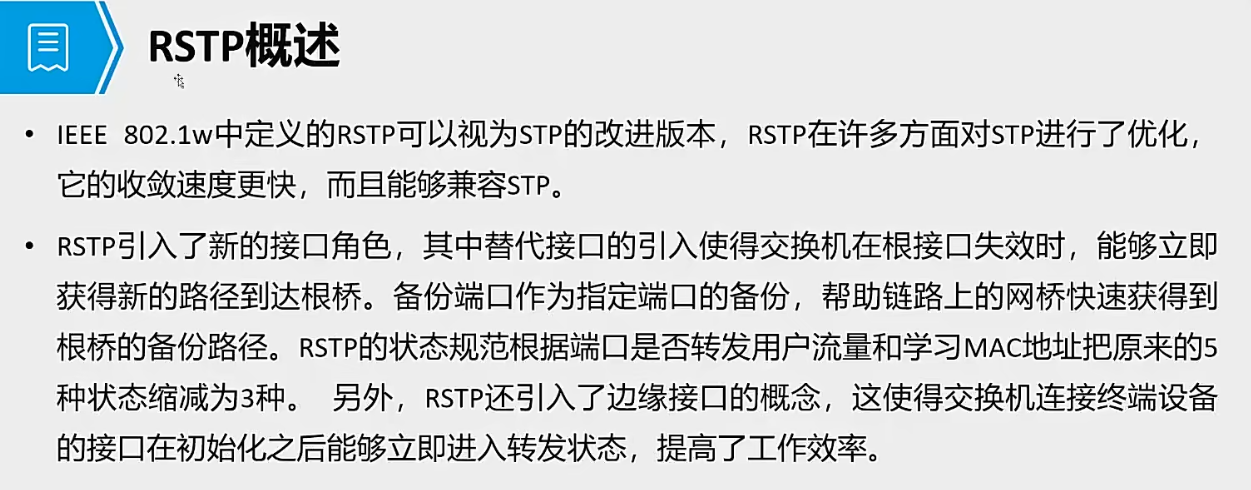 RSTP概述
• IEEE 802.1w中定义的RSTP可以视为STP的改进版本，RSTP在许多方面对STP进行了优化，
它的收敛速度更快，而且能够兼容STP。
• RSTP引入了新的接口角色，其中替代接口的引入使得交换机在根接口失效时，能够立即
获得新的路径到达根桥。备份端口作为指定端口的备份，帮助链路上的网桥快速获得到
根桥的备份路径。RSTP的状态规范根据端口是否转发用户流量和学习MAC地址把原来的5
种状态缩减为3种。 另外，RSTP还引入了边缘接口的概念，这使得交换机连接终端设备
的接口在初始化之后能够立即进入转发状态，提高了工作效率。